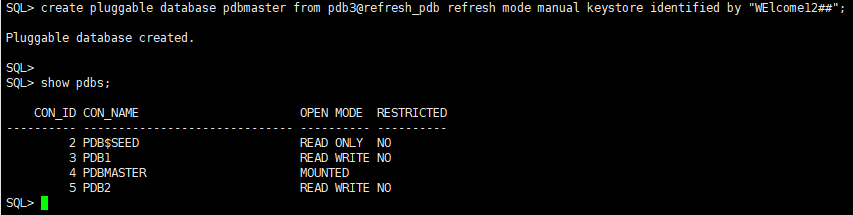 SQL> create pluggable database pdbmaster from pdb3@refresh_pdb refresh mode manual keystore identified by "WElcome12##";
Pluggable database created.
SQL>
SQL> show pdbs;
    CON_ID CON_NAME                       OPEN MODE  RESTRICTED
---------- ------------------------------ ---------- ----------
         2 PDB$SEED                       READ ONLY  NO
         3 PDB1                           READ WRITE NO
         4 PDBMASTER                      MOUNTED
         5 PDB2                           READ WRITE NO
SQL>